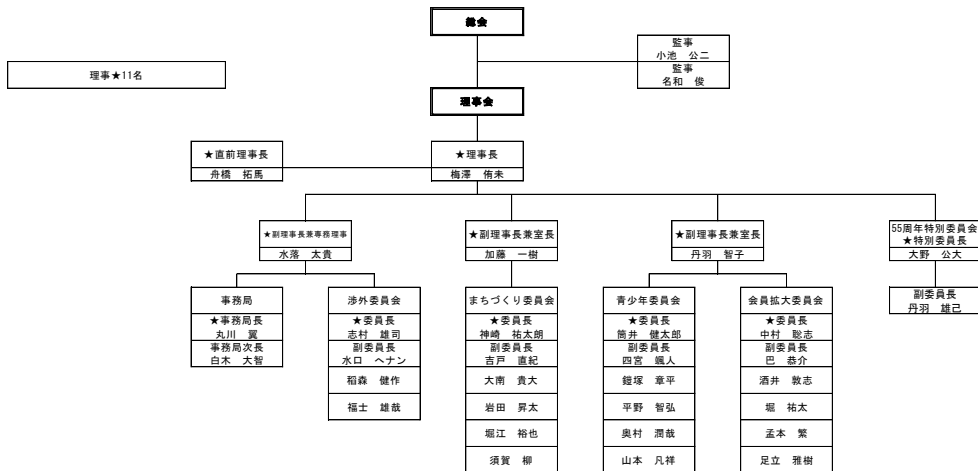 総会
監事
小池 公二
監事
名和 俊
理事★11名
理事会
★直前理事長
舟橋 拓馬
★理事長
梅澤 侑未
★副理事長兼専務理事
水落 太貴
★副理事長兼室長
加藤 一樹
★副理事長兼室長
丹羽 智子
55周年特別委員会
★特別委員長
大野 公大
副委員長
丹羽 雄己
事務局
★事務局長
丸川 翼
事務局次長
白木 大智
渉外委員会
★委員長
志村 雄司
副委員長
水口 ヘナン
稲森 健作
福士 雄哉
まちづくり委員会
★委員長
神崎 祐太朗
副委員長
吉戸 直紀
大南 貴大
岩田 昇太
堀江 裕也
須賀 柳
青少年委員会
★委員長
筒井 健太郎
副委員長
四宮 颯人
鎧塚 章平
平野 智弘
奥村 潤哉
山本 凡祥
会員拡大委員会
★委員長
中村 聡志
副委員長
巴 恭介
酒井 敦志
堀 祐太
孟本 繁
足立 雅樹